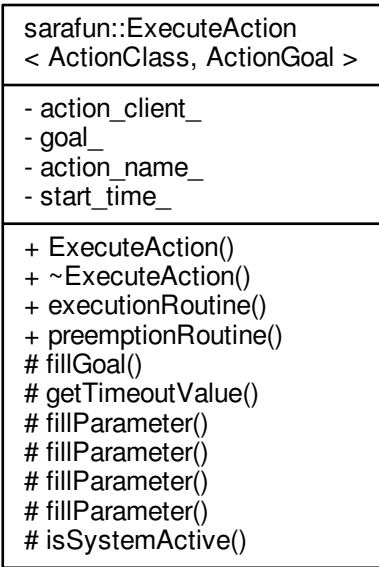 sarafun::ExecuteAction
< ActionClass, ActionGoal >
- action_client_
- goal_
- action_name_
- start_time_
+ ExecuteAction()
+ ~ExecuteAction()
+ executionRoutine()
+ preemptionRoutine()
# fillGoal()
# getTimeoutValue()
# fillParameter()
# fillParameter()
# fillParameter()
# fillParameter()
# isSystemActive()